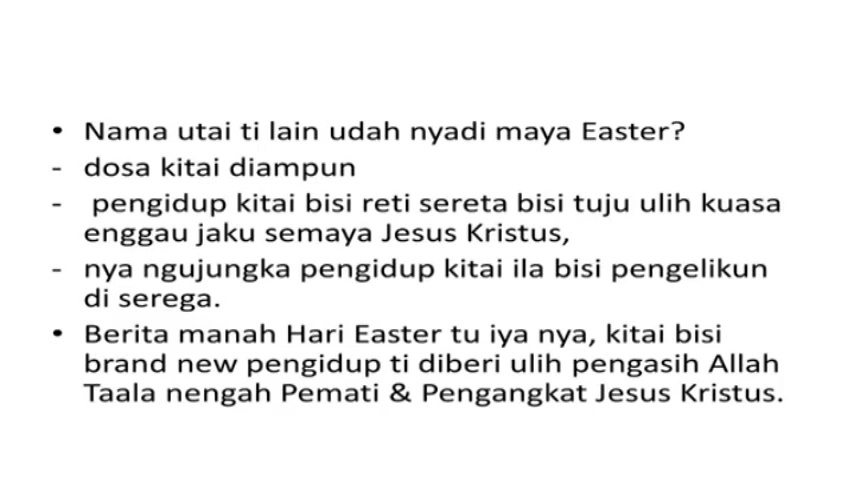 • Nama utai ti lain udah nyadi maya Easter?
- dosa kitai diampun
- pengidup kitai bisi reti sereta bisi tuju ulih kuasa
enggau jaku semaya Jesus Kristus,
- nya ngujungka pengidup kitai ila bisi pengelikun
di serega.
• Berita manah Hari Easter tu iya nya, kitai bisi
brand new pengidup ti diberi ulih pengasih Allah
Taala nengah Pemati & Pengangkat Jesus Kristus.